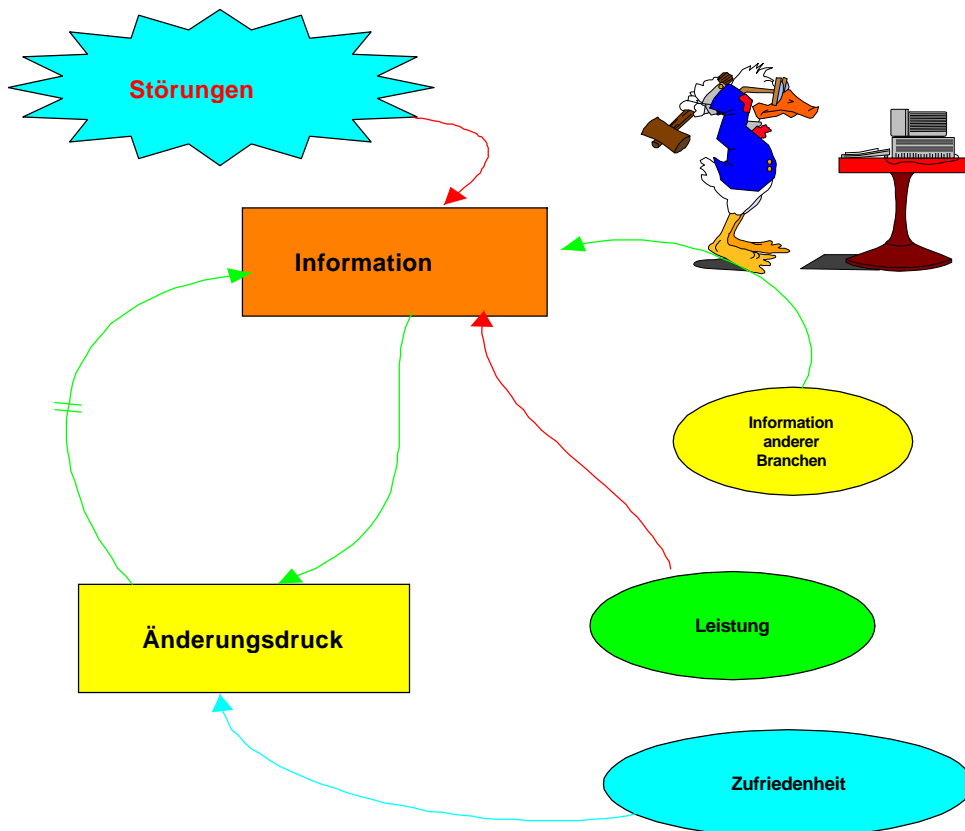 Störungen
Information
Information
anderer
Branchen
Leistung
Änderungsdruck
Zufriedenheit